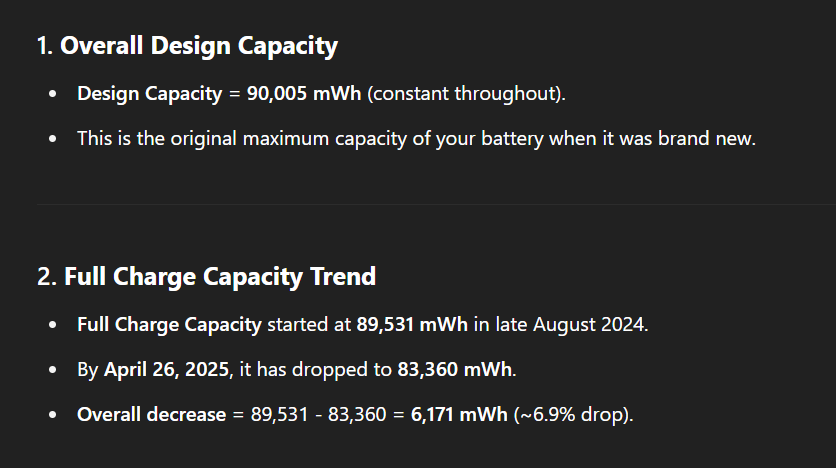 1. Overall Design Capacity
• Design Capacity = 90,005 mWh (constant throughout).
• This is the original maximum capacity of your battery when it was brand new.
2. Full Charge Capacity Trend
• Full Charge Capacity started at 89,531 mWh in late August 2024.
• By April 26, 2025, it has dropped to 83,360 mWh.
• Overall decrease = 89,531 - 83,360 = 6,171 mWh (~6.9% drop).